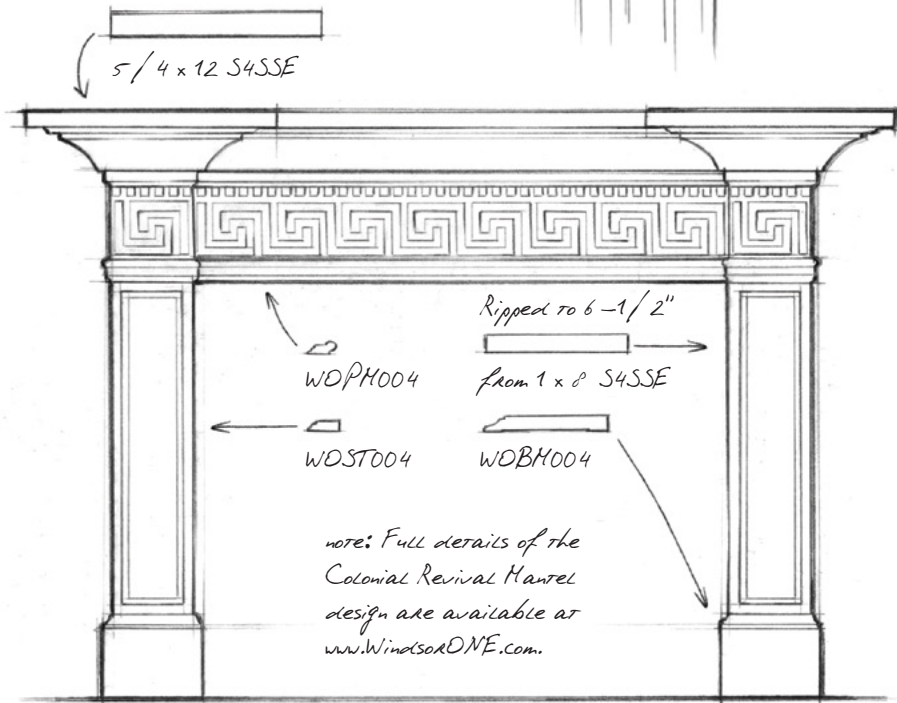 5/4 x 12 S4SSE
Ripped to 6-1/2"
from 1 x 8 S4SSE
WOPM004
WOST004
WOBM004
note: Full details of the
Colonial Revival Mantel
design are available at
www.WindsorONE.com.